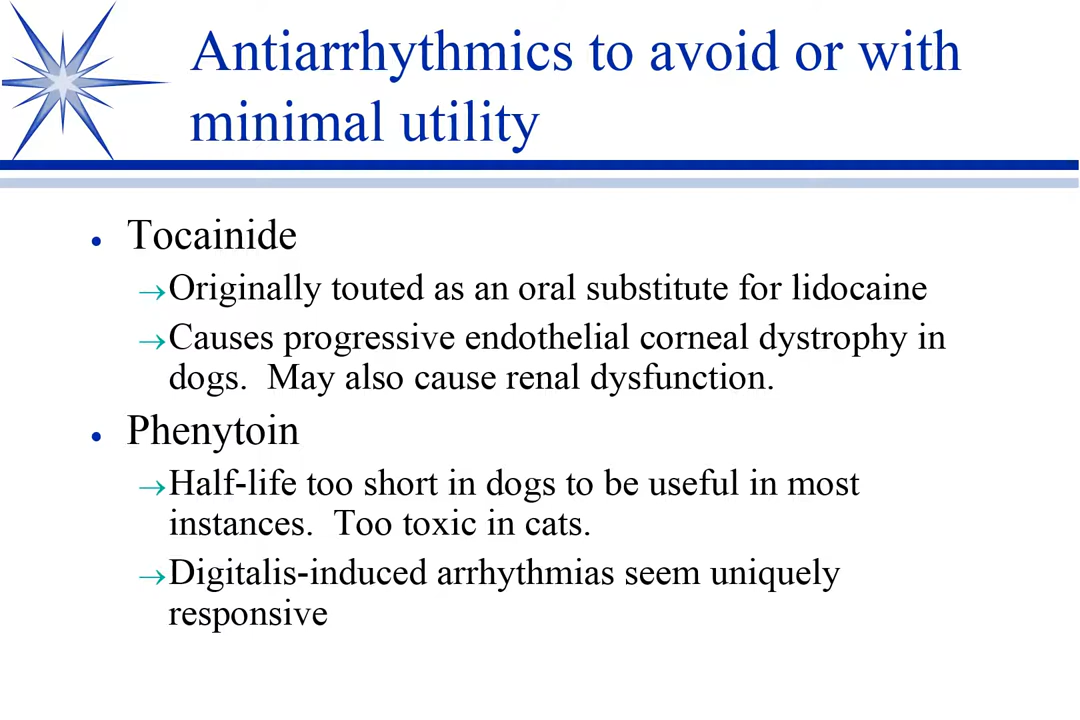 Antiarrhythmics to avoid or with
minimal utility
• Tocainide
→Originally touted as an oral substitute for lidocaine
→Causes progressive endothelial corneal dystrophy in
dogs.  May also cause renal dysfunction.
• Phenytoin
→Half-life too short in dogs to be useful in most
instances.  Too toxic in cats.
→Digitalis-induced arrhythmias seem uniquely
responsive